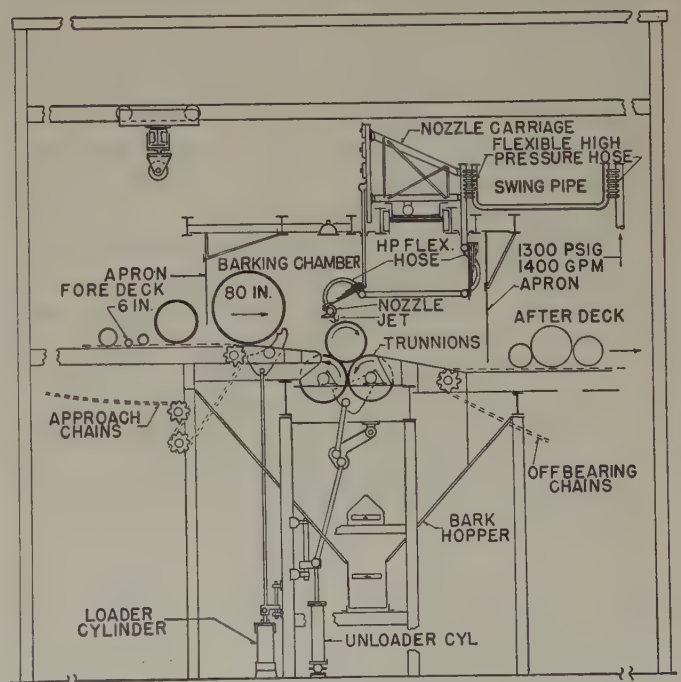 NOZZLE CARRIAGE
FLEXIBLE HIGH
PRESSURE HOSE
SWING PIPE
HP FLEX.
HOSE
1300 PSIG
1400 GPM
APRON
BARKING CHAMBER
APRON
FORE DECK
6 IN.
80 IN.
NOZZLE
JET
AFTER DECK
TRUNNIONS
APPROACH
CHAINS
OFFBEARING
CHAINS
BARK
HOPPER
LOADER
CYLINDER
UNLOADER CYL